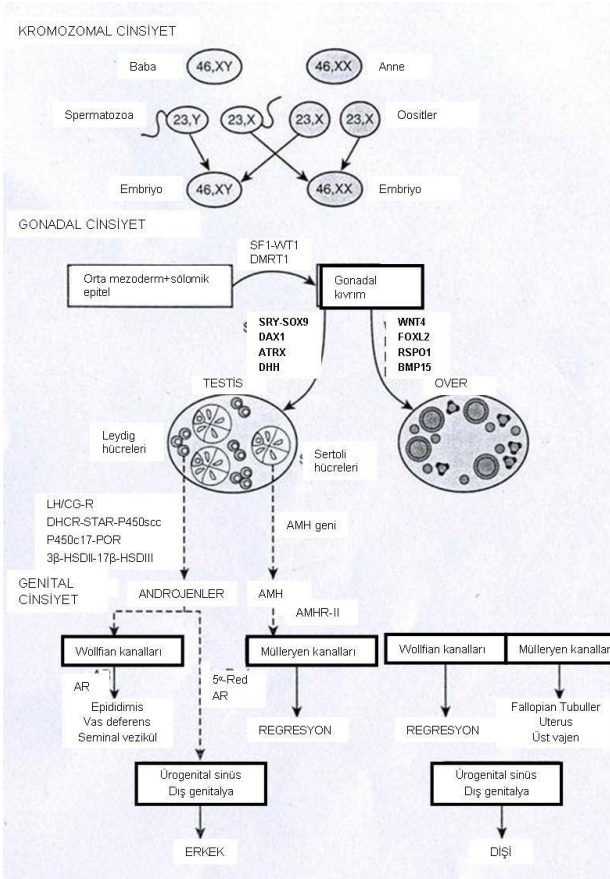 KROMOZOMAL CİNSİYET
Baba
46,XY
46,XX
Anne
Spermatozoa
23,Y
23,X
23,X
23,X
Oositler
Embriyo
46,XY
46,XX
Embriyo
GONADAL CİNSİYET
SF1-WT1
DMRT1
Orta mezoderm+sölomik
epitel
Gonadal
kıvrım
SRY-SOX9
DAX1
ATRX
DHH
WNT4
FOXL2
RSPO1
BMP15
TESTİS
OVER
Leydig
hücreleri
Sertoli
hücreleri
LH/CG-R
DHCR-STAR-P450scc
P450c17-POR
3β-HSDII-17β-HSDIII
AMH geni
GENİTAL
CİNSİYET
ANDROJENLER
AMH
AMHR-II
Wolffian kanalları
Mülleryen kanalları
Wolffian kanalları
Mülleryen kanallar
AR
5α-Red
AR
Epididimis
Vas deferens
Seminal vezikül
REGRESYON
REGRESYON
Fallopian Tubuller
Uterus
Üst vajen
Ürogenital sinüs
Dış genitalya
Ürogenital sinüs
Dış genitalya
ERKEK
DİŞİ